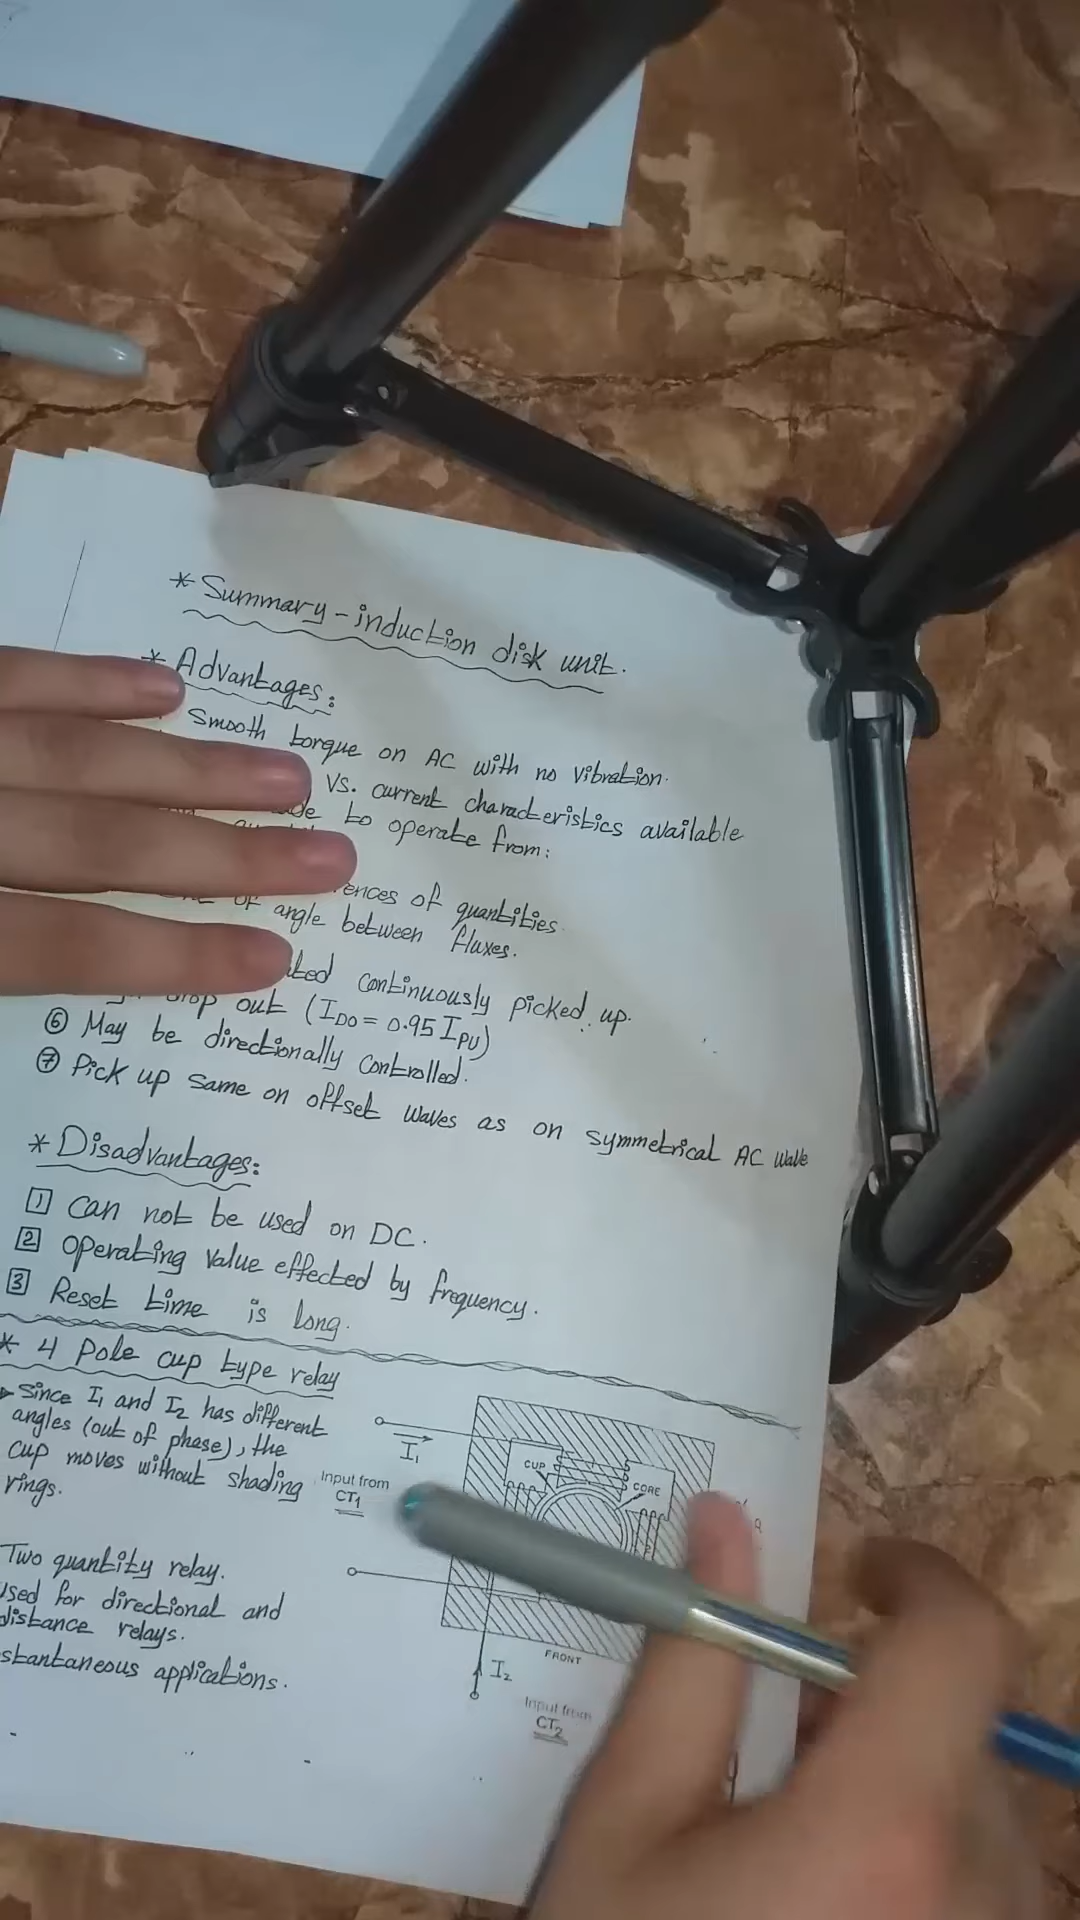 * Summary - induction disk unit.
* Advantages:
Smooth torque on AC with no vibration.
VS. current characteristics available
to operate from:
of quantities.
of angle between fluxes.
continuously picked up.
out (IDO = 0.95 IPU)
⑥ May be directionally controlled.
⑦ Pick up same on offset waves as on symmetrical AC wave
* Disadvantages:
1 Can not be used on DC.
2 operating value effected by frequency.
3 Reset time is long.
* 4 Pole cup type relay
Since I1 and I2 has different
angles (out of phase), the
cup moves without shading
rings.
I1
Input from
CT1
CUP
CORE
Two quantity relay.
used for directional and
distance relays.
applications.
FRONT
I2
Input from
CT2